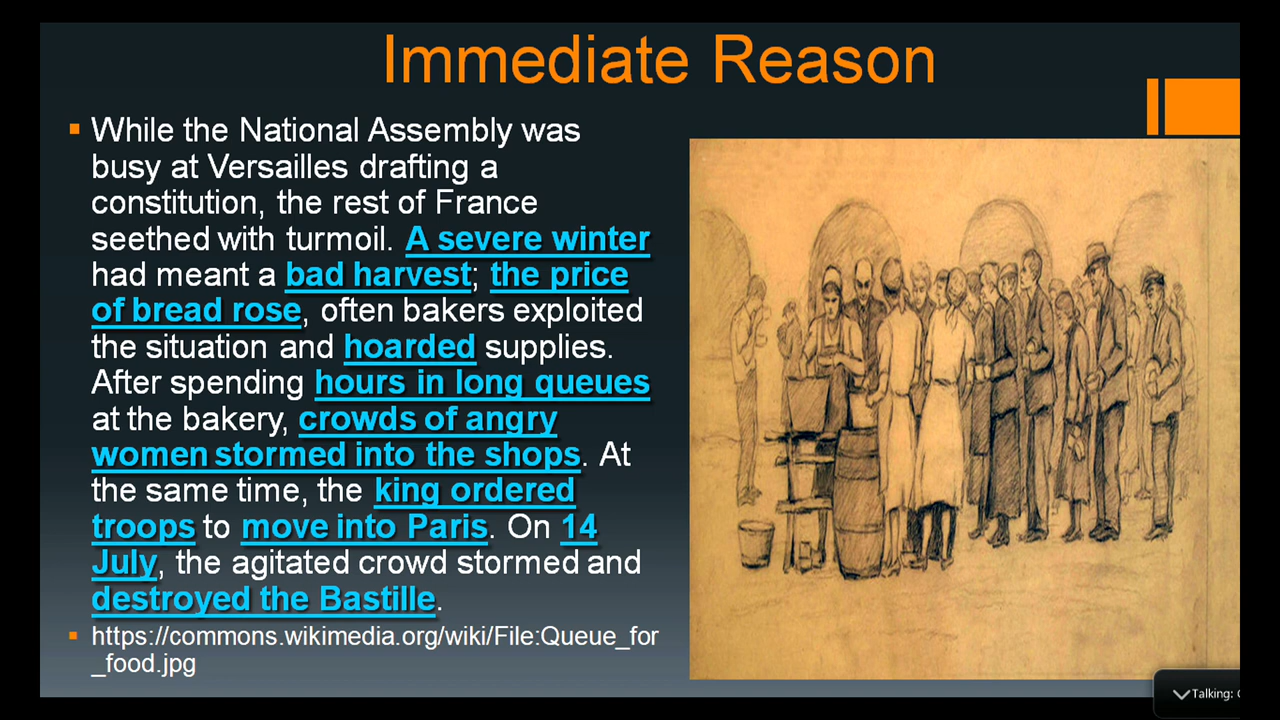 Immediate Reason
While the National Assembly was
busy at Versailles drafting a
constitution, the rest of France
seethed with turmoil. A severe winter
had meant a bad harvest; the price
of bread rose, often bakers exploited
the situation and hoarded supplies.
After spending hours in long queues
at the bakery, crowds of angry
women stormed into the shops. At
the same time, the king ordered
troops to move into Paris. On 14
July, the agitated crowd stormed and
destroyed the Bastille.
https://commons.wikimedia.org/wiki/File:Queue_for
_food.jpg
Talking: